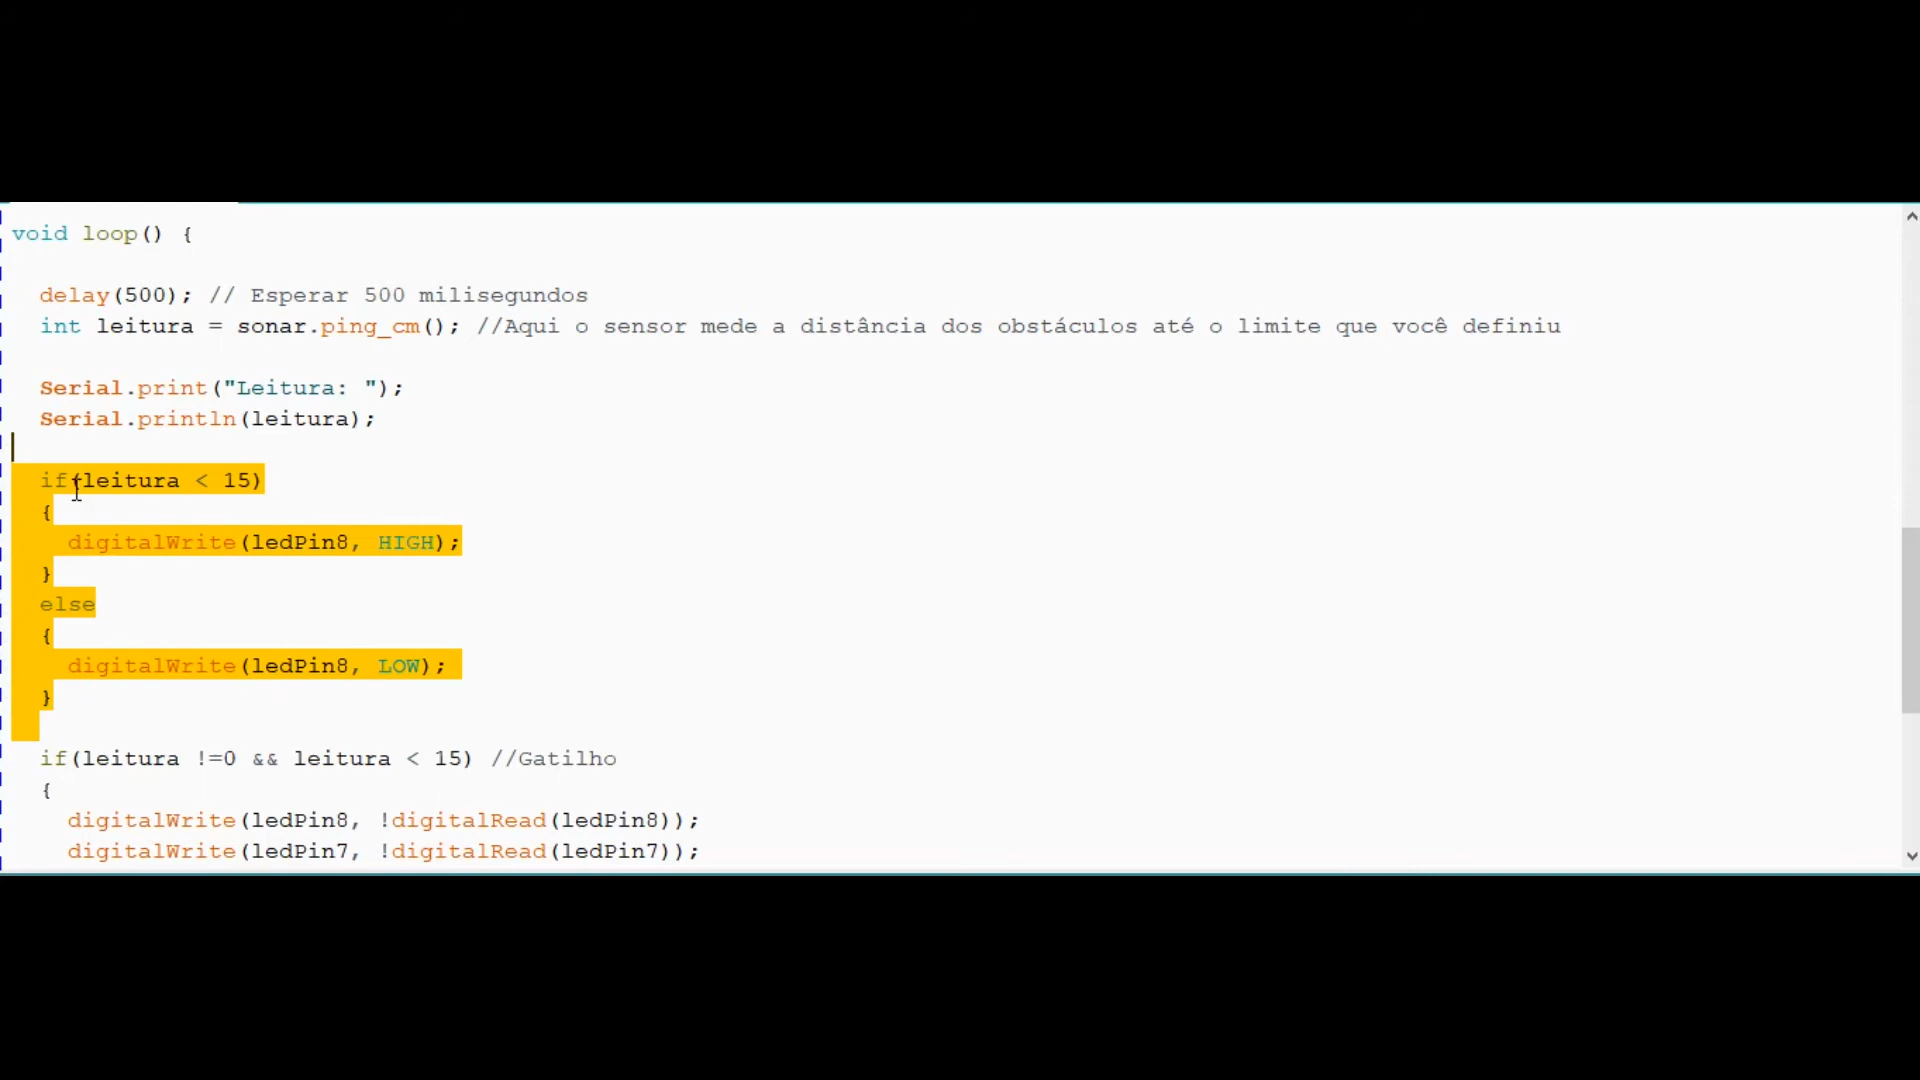 void loop() {
delay(500); // Esperar 500 milisegundos
int leitura = sonar.ping_cm(); //Aqui o sensor mede a distância dos obstáculos até o limite que você definiu
Serial.print("Leitura: ");
Serial.println(leitura);
if(leitura < 15)
{
digitalWrite(ledPin8, HIGH);
}
else
{
digitalWrite(ledPin8, LOW);
}
if(leitura !=0 && leitura < 15) //Gatilho
{
digitalWrite(ledPin8, !digitalRead(ledPin8));
digitalWrite(ledPin7, !digitalRead(ledPin7));